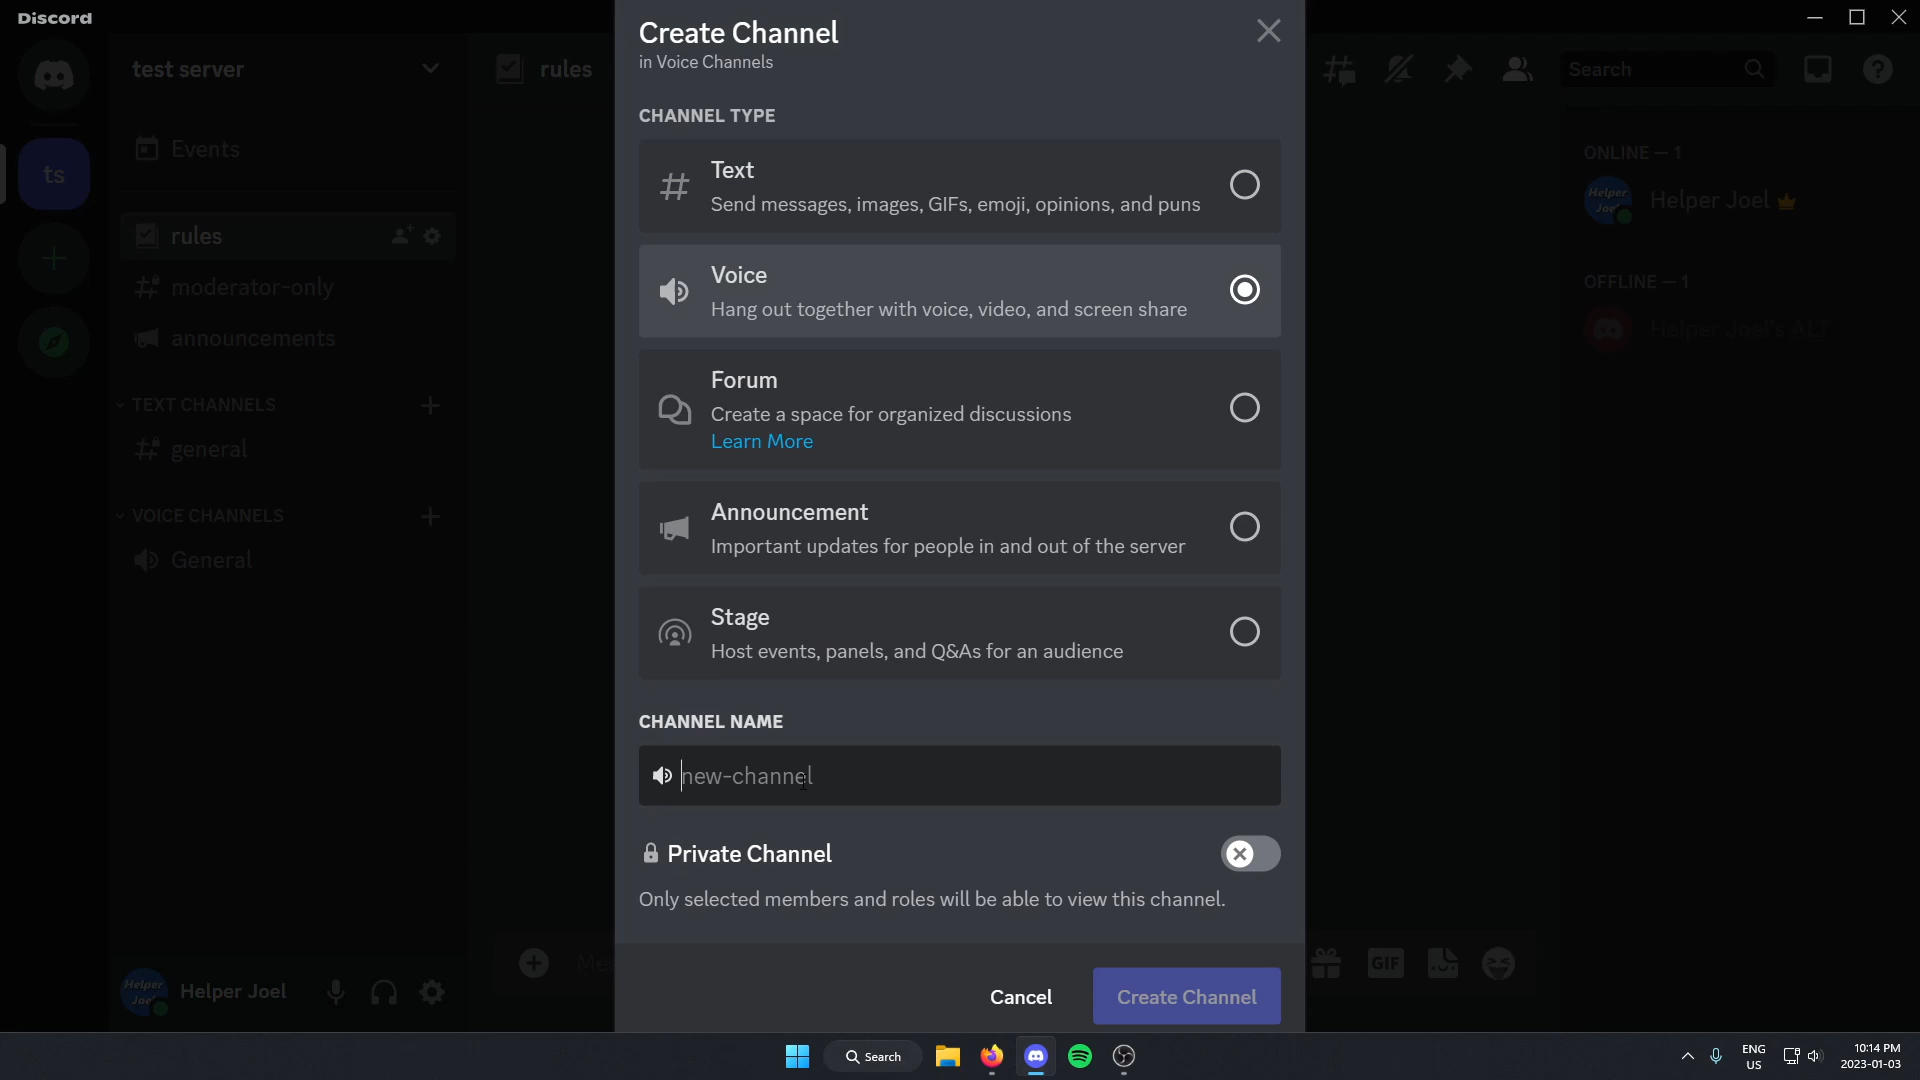 Discord
test server
Events
ts
rules
moderator-only
announcements
TEXT CHANNELS
general
VOICE CHANNELS
General
Helper Joel
rules
Create Channel
in Voice Channels
CHANNEL TYPE
Text
Send messages, images, GIFs, emoji, opinions, and puns
Voice
Hang out together with voice, video, and screen share
Forum
Create a space for organized discussions
Learn More
Announcement
Important updates for people in and out of the server
Stage
Host events, panels, and Q&As for an audience
CHANNEL NAME
new-channel
Private Channel
Only selected members and roles will be able to view this channel.
Cancel
Create Channel
GIF
Search
ONLINE — 1
Helper Joel
OFFLINE — 1
Helper Joel's ALT
Search
ENG
US
10:14 PM
2023-01-03